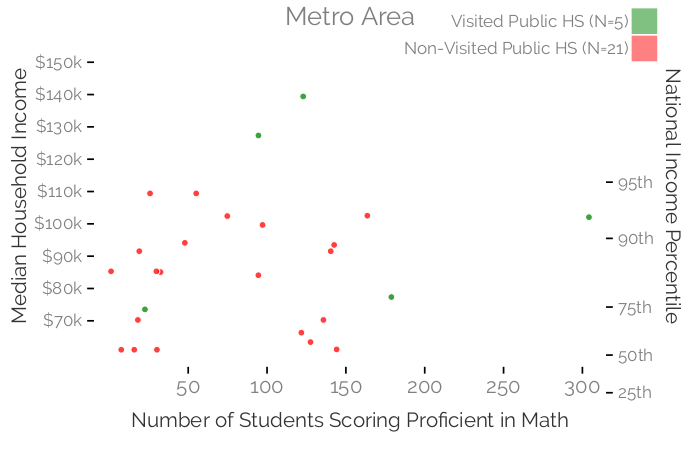 Metro Area
Visited Public HS (N=5)
Non-Visited Public HS (N=21)
Median Household Income
$150k
$140k
$130k
$120k
$110k
$100k
$90k
$80k
$70k
National Income Percentile
95th
90th
75th
50th
25th
50 100 150 200 250 300
Number of Students Scoring Proficient in Math